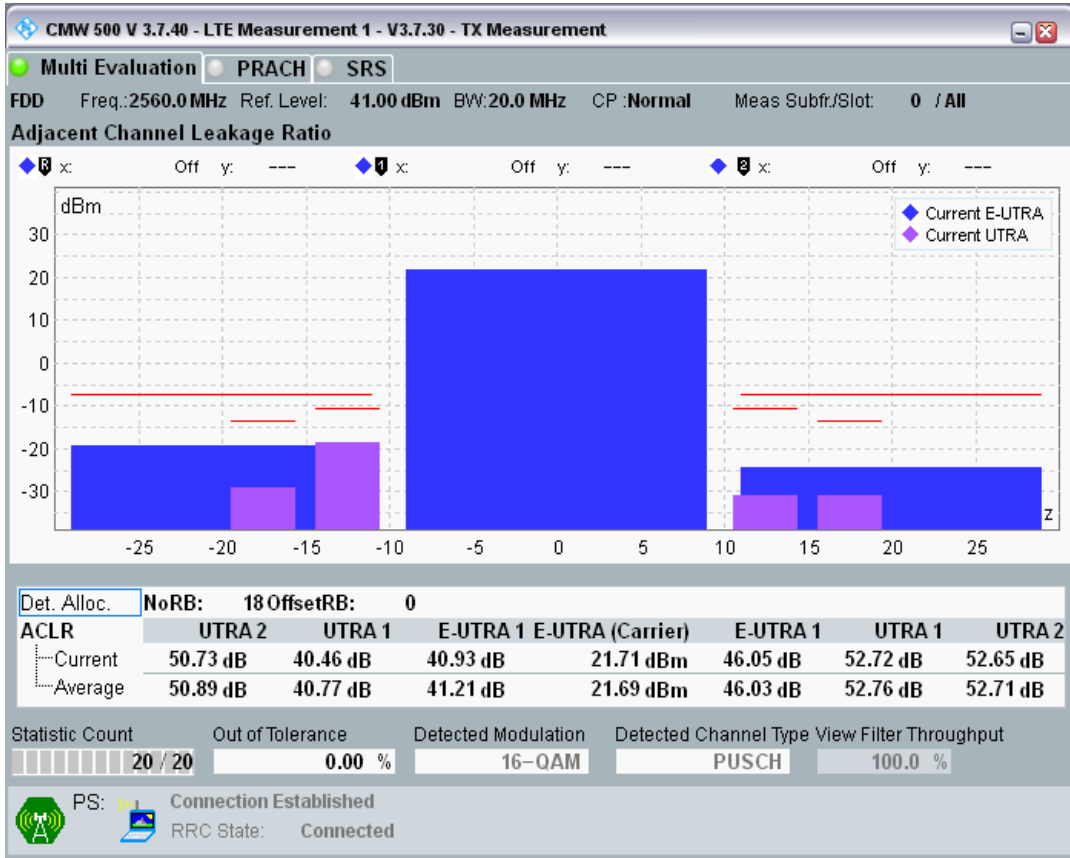 CMW 500 V 3.7.40 - LTE Measurement 1 - V3.7.30 - TX Measurement
Multi Evaluation PRACH SRS
FDD Freq.:2560.0 MHz Ref. Level: 41.00 dBm BW:20.0 MHz CP :Normal Meas Subfr./Slot: 0 / All
Adjacent Channel Leakage Ratio
R x: Off y: --- 1 x: Off y: --- 2 x: Off y: ---
dBm
Current E-UTRA
Current UTRA
30
20
10
0
-10
-20
-30
z
-25 -20 -15 -10 -5 0 5 10 15 20 25
Det. Alloc. NoRB: 18 OffsetRB: 0
ACLR UTRA 2 UTRA 1 E-UTRA 1 E-UTRA (Carrier) E-UTRA 1 UTRA 1 UTRA 2
Current 50.73 dB 40.46 dB 40.93 dB 21.71 dBm 46.05 dB 52.72 dB 52.65 dB
Average 50.89 dB 40.77 dB 41.21 dB 21.69 dBm 46.03 dB 52.76 dB 52.71 dB
Statistic Count Out of Tolerance Detected Modulation Detected Channel Type View Filter Throughput
20 / 20 0.00 % 16-QAM PUSCH 100.0 %
PS: Connection Established
RRC State: Connected